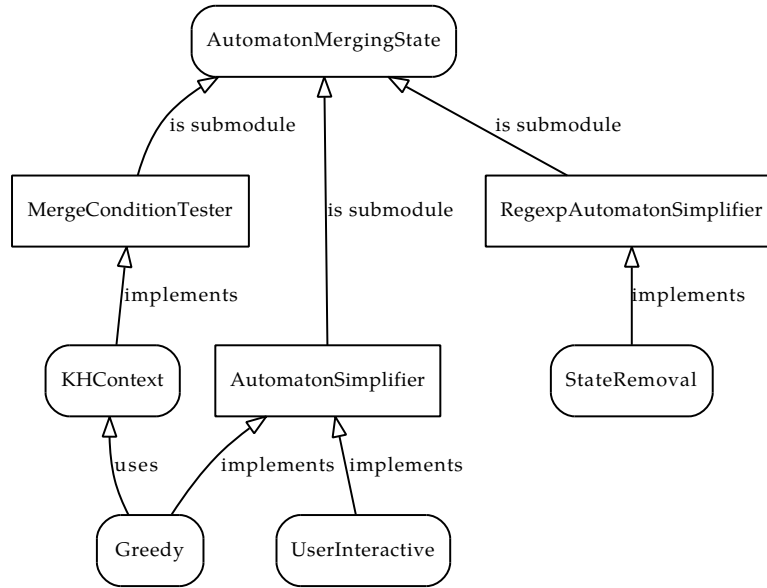 AutomatonMergingState
is submodule
is submodule
MergeConditionTester
RegexpAutomatonSimplifier
is submodule
implements
implements
KHContext
AutomatonSimplifier
StateRemoval
uses
implements
implements
Greedy
UserInteractive